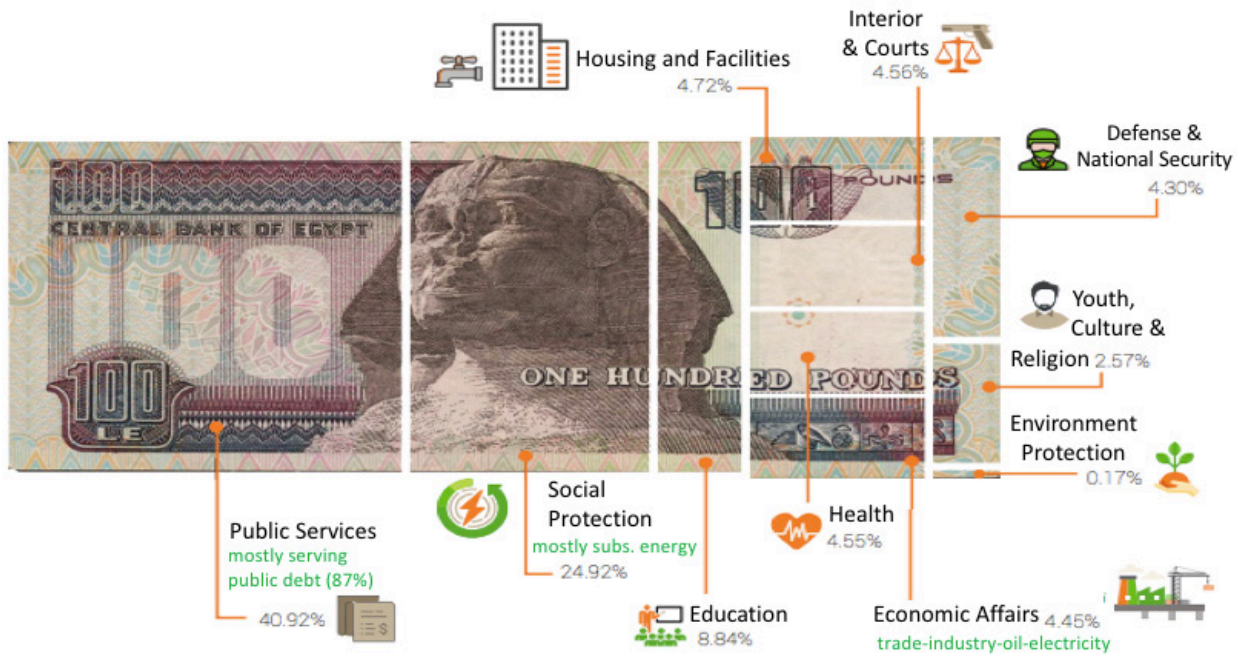 Interior
& Courts
4.56%
Housing and Facilities
4.72%
Defense &
National Security
4.30%
100
100 POUNDS
CENTRAL BANK OF EGYPT
100
Youth,
Culture &
Religion 2.57%
ONE HUNDRED POUNDS
100
LE
Environment
Protection
0.17%
Social
Protection
mostly subs. energy
24.92%
Public Services
mostly serving
public debt (87%)
40.92%
$
Health
4.55%
Education
8.84%
Economic Affairs 4.45%
trade-industry-oil-electricity